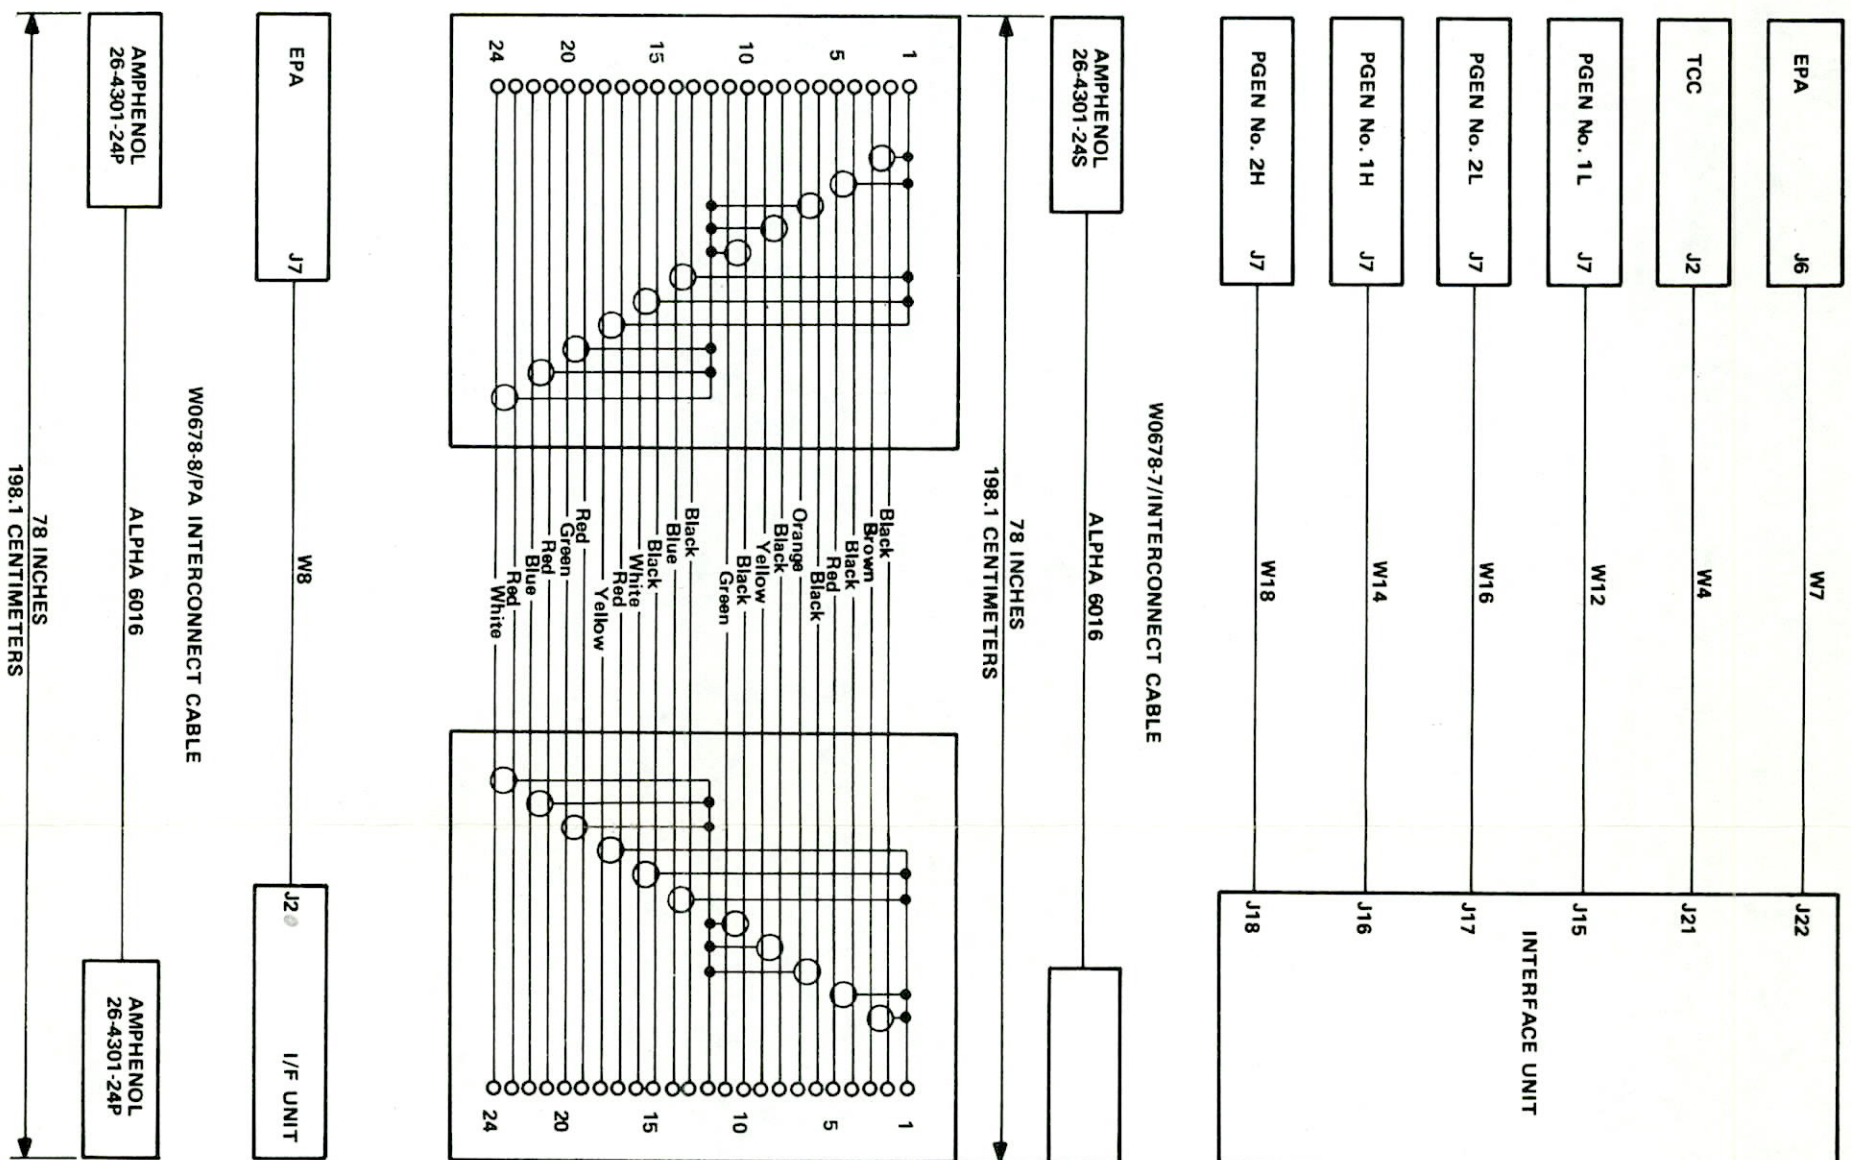 EPA J6 W7 J22
TCC J2 W4 J21
PGEN No. 1L J7 W12 J15
INTERFACE UNIT
PGEN No. 2L J7 W16 J17
PGEN No. 1H J7 W14 J16
PGEN No. 2H J7 W18 J18
W0678-7/INTERCONNECT CABLE
AMPHENOL
26-4301-24S
ALPHA 6016
78 INCHES
198.1 CENTIMETERS
1 1
Black
Brown
Black
5 Red 5
Black
Orange
Black
Yellow
10 Black 10
Green
Black
Blue
15 Black 15
White
Red
Yellow
Red
20 Green 20
Red
Blue
Red
24 White 24
EPA J7 W8 J20 I/F UNIT
W0678-8/PA INTERCONNECT CABLE
AMPHENOL
26-4301-24P
ALPHA 6016
AMPHENOL
26-4301-24P
78 INCHES
198.1 CENTIMETERS